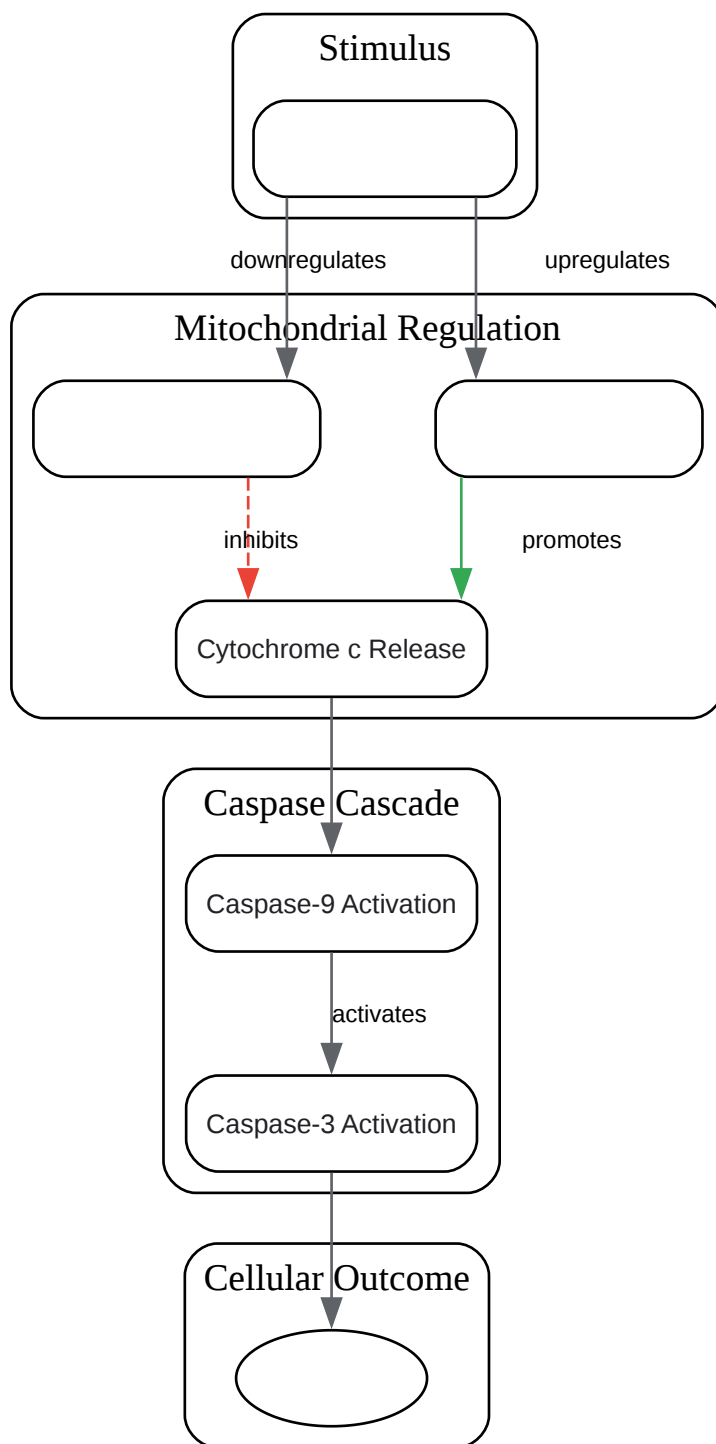 Stimulus
downregulates
upregulates
Mitochondrial Regulation
inhibits
promotes
Cytochrome c Release
Caspase Cascade
Caspase-9 Activation
activates
Caspase-3 Activation
Cellular Outcome